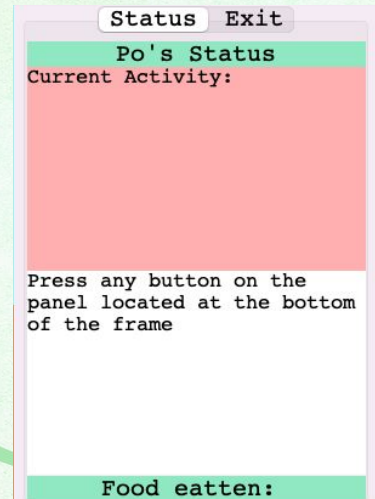 Status Exit
Po's Status
Current Activity:
Press any button on the
panel located at the bottom
of the frame
Food eatten: